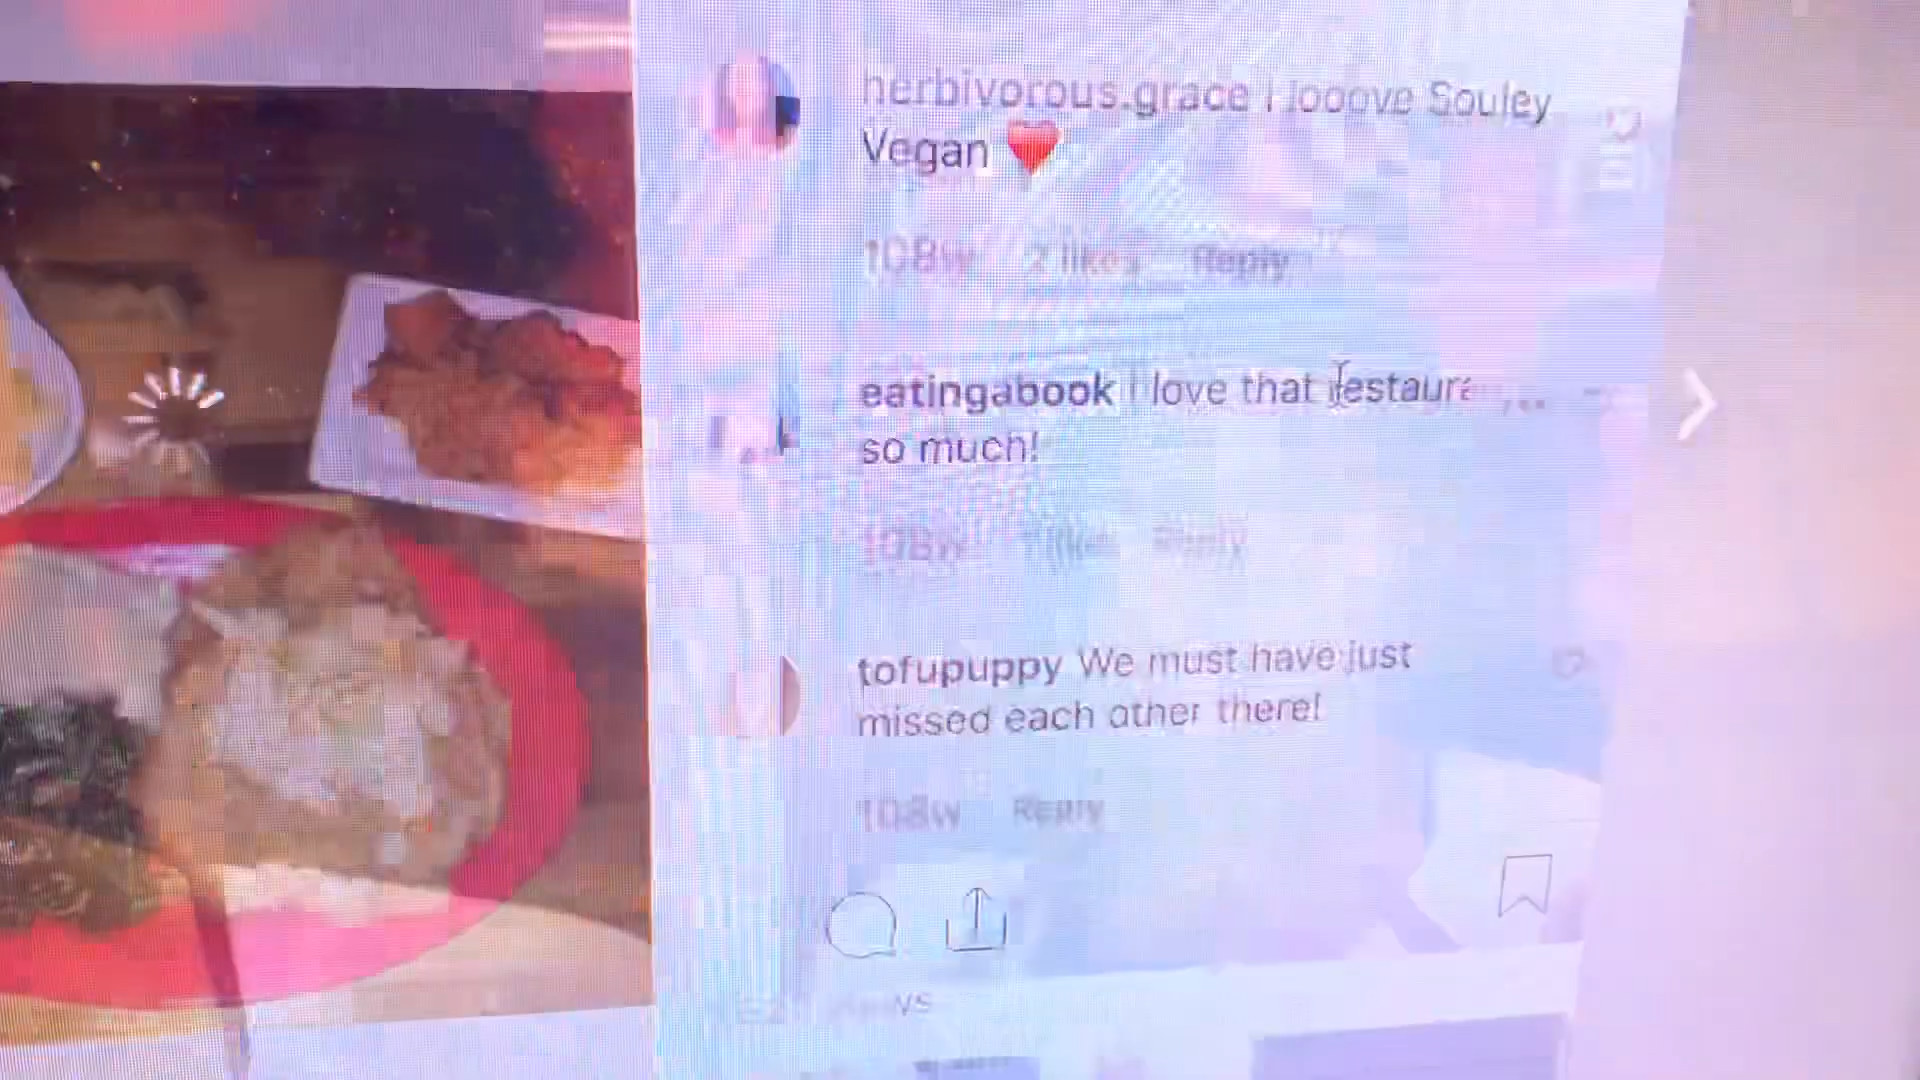 herbivorous.grace I looove Souley
Vegan ❤️
108w 2 likes Reply
eatingabook I love that
so much!
108w Reply
tofupuppy We must have just
missed each other there!
108w Reply